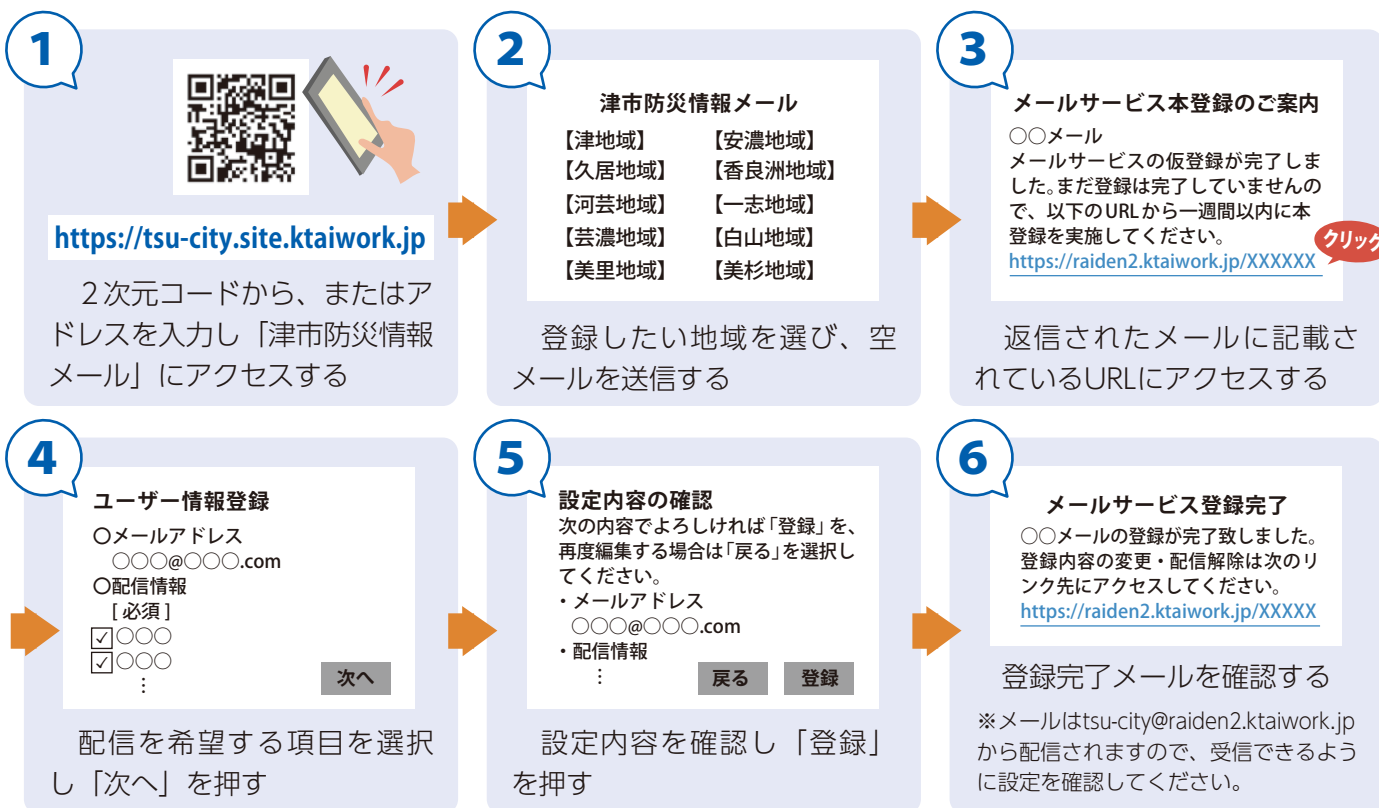 1
https://tsu-city.site.ktaiwork.jp
2次元コードから、またはア
ドレスを入力し「津市防災情報
メール」にアクセスする
2
津市防災情報メール
【津地域】 【安濃地域】
【久居地域】 【香良洲地域】
【河芸地域】 【一志地域】
【芸濃地域】 【白山地域】
【美里地域】 【美杉地域】
登録したい地域を選び、空
メールを送信する
3
メールサービス本登録のご案内
○○メール
メールサービスの仮登録が完了しま
した。まだ登録は完了していませんの
で、以下のURLから一週間以内に本
登録を実施してください。
https://raiden2.ktaiwork.jp/XXXXXX
クリック
返信されたメールに記載さ
れているURLにアクセスする
4
ユーザー情報登録
○メールアドレス
○○○@○○○.com
○配信情報
[必須]
☑○○○
☑○○○
⋮
次へ
配信を希望する項目を選択
し「次へ」を押す
5
設定内容の確認
次の内容でよろしければ「登録」を、
再度編集する場合は「戻る」を選択し
てください。
・メールアドレス
○○○@○○○.com
・配信情報
⋮
戻る 登録
設定内容を確認し「登録」
を押す
6
メールサービス登録完了
○○メールの登録が完了致しました。
登録内容の変更・配信解除は次のリ
ンク先にアクセスしてください。
https://raiden2.ktaiwork.jp/XXXXX
登録完了メールを確認する
※メールはtsu-city@raiden2.ktaiwork.jp
から配信されますので、受信できるよう
に設定を確認してください。